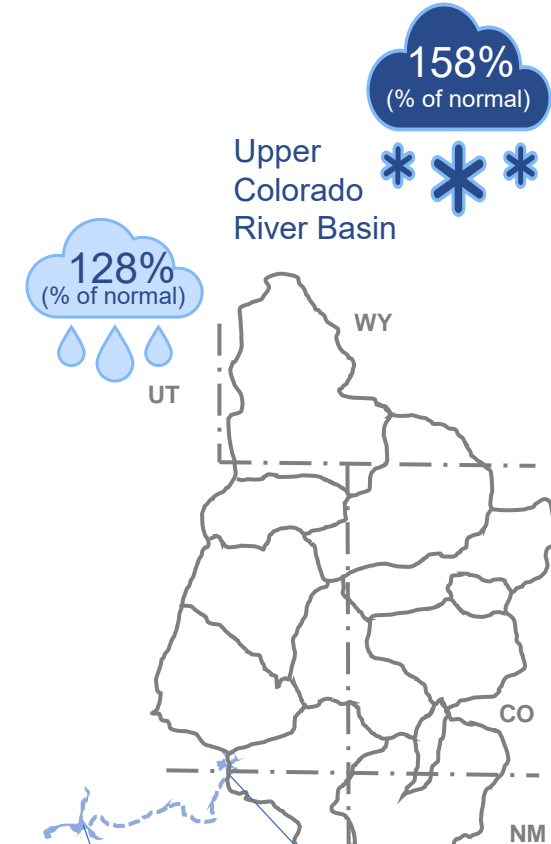 158%
(% of normal)
Upper
Colorado
River Basin
128%
(% of normal)
WY
UT
CO
NM